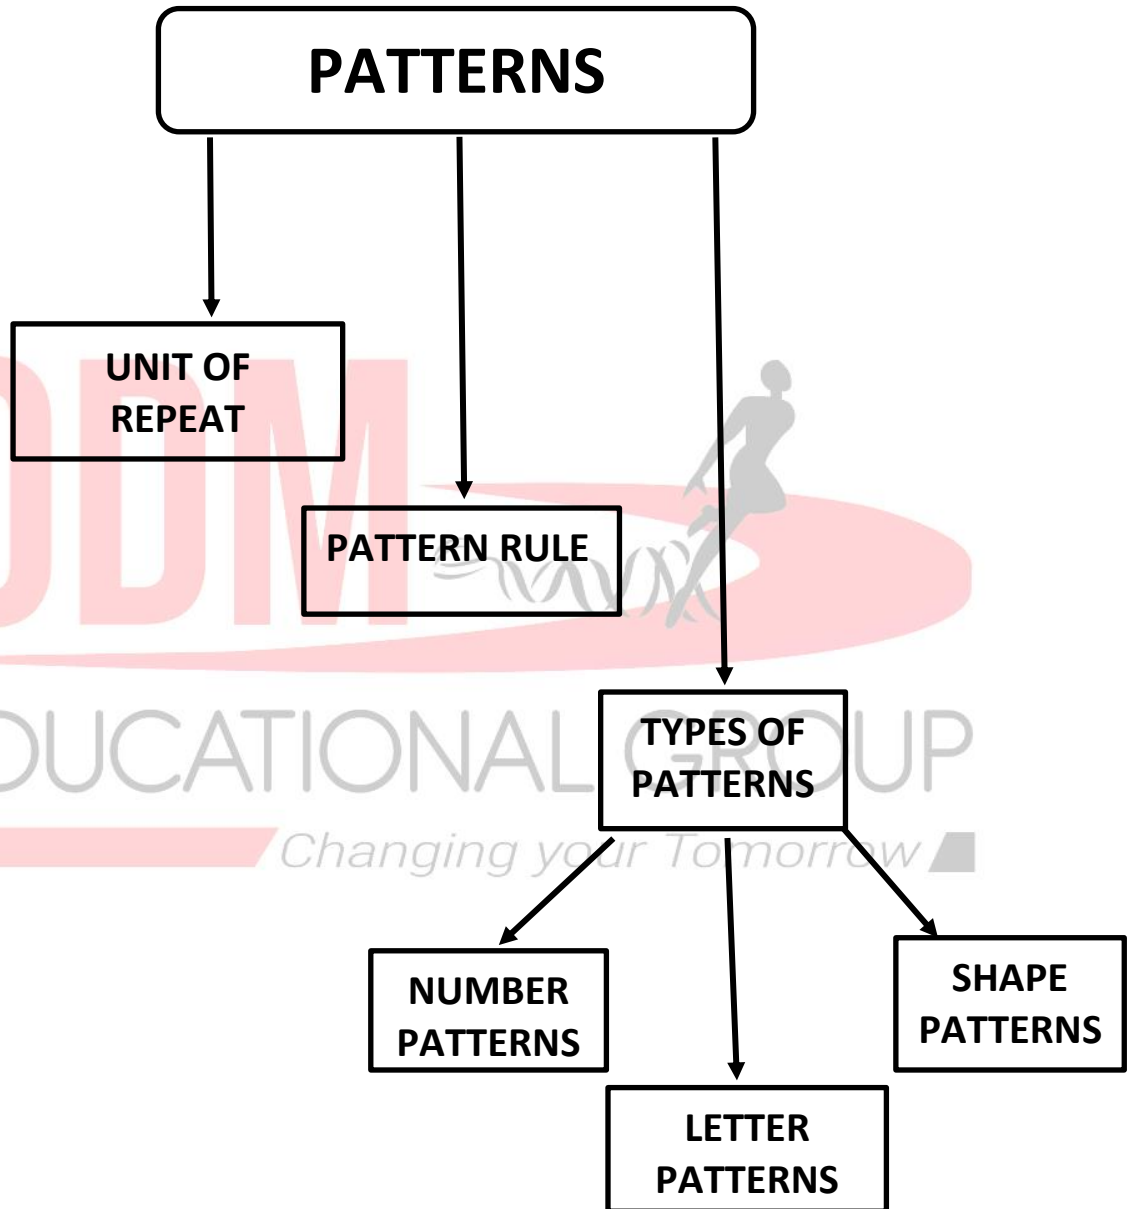 PATTERNS
UNIT OF
REPEAT
ODM
PATTERN RULE
TYPES OF
PATTERNS
DUCATIONAL GROUP
Changing your Tomorrow
NUMBER
PATTERNS
SHAPE
PATTERNS
LETTER
PATTERNS